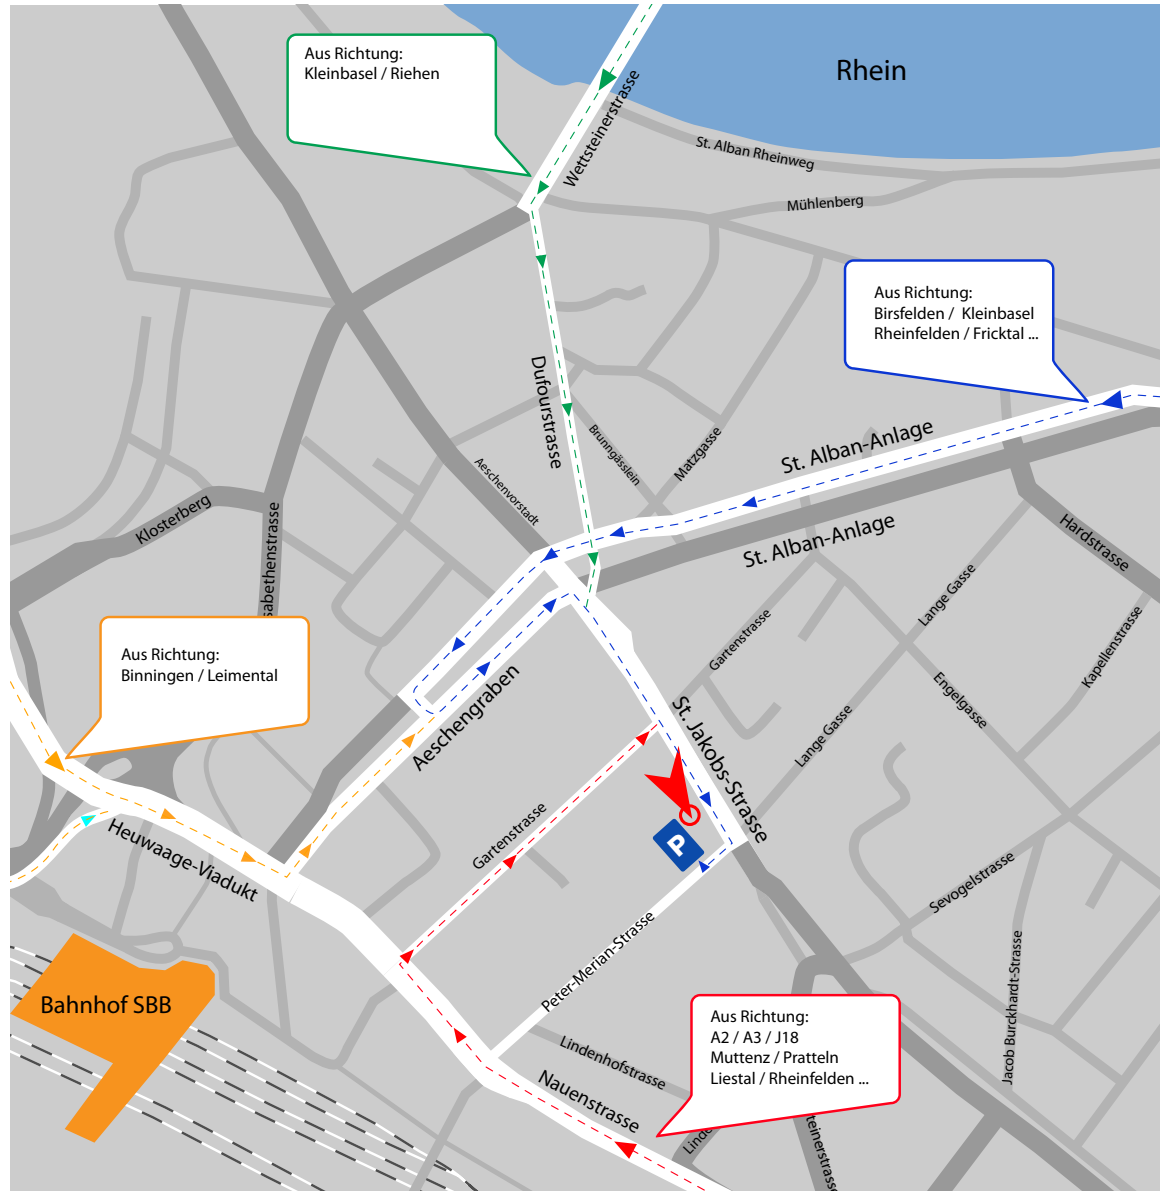 Aus Richtung:
Kleinbasel / Riehen
Rhein
Wettsteinerstrasse
St. Alban Rheinweg
Mühlenberg
Aus Richtung:
Birsfelden / Kleinbasel
Rheinfelden / Fricktal ...
Dufourstrasse
Brunngässlein
Matzgasse
St. Alban-Anlage
Aeschenvorstadt
Klosterberg
St. Alban-Anlage
Hardstrasse
sabethenstrasse
Lange Gasse
Gartenstrasse
Kapellenstrasse
Aus Richtung:
Binningen / Leimental
Engelgasse
Aeschengraben
St. Jakobs-Strasse
Lange Gasse
Gartenstrasse
Heuwaage-Viadukt
P
Sevogelstrasse
Peter-Merian-Strasse
Jacob Burckhardt-Strasse
Bahnhof SBB
Aus Richtung:
A2 / A3 / J18
Muttenz / Pratteln
Liestal / Rheinfelden ...
Lindenhofstrasse
Nauenstrasse
Linde
teinerstrasse